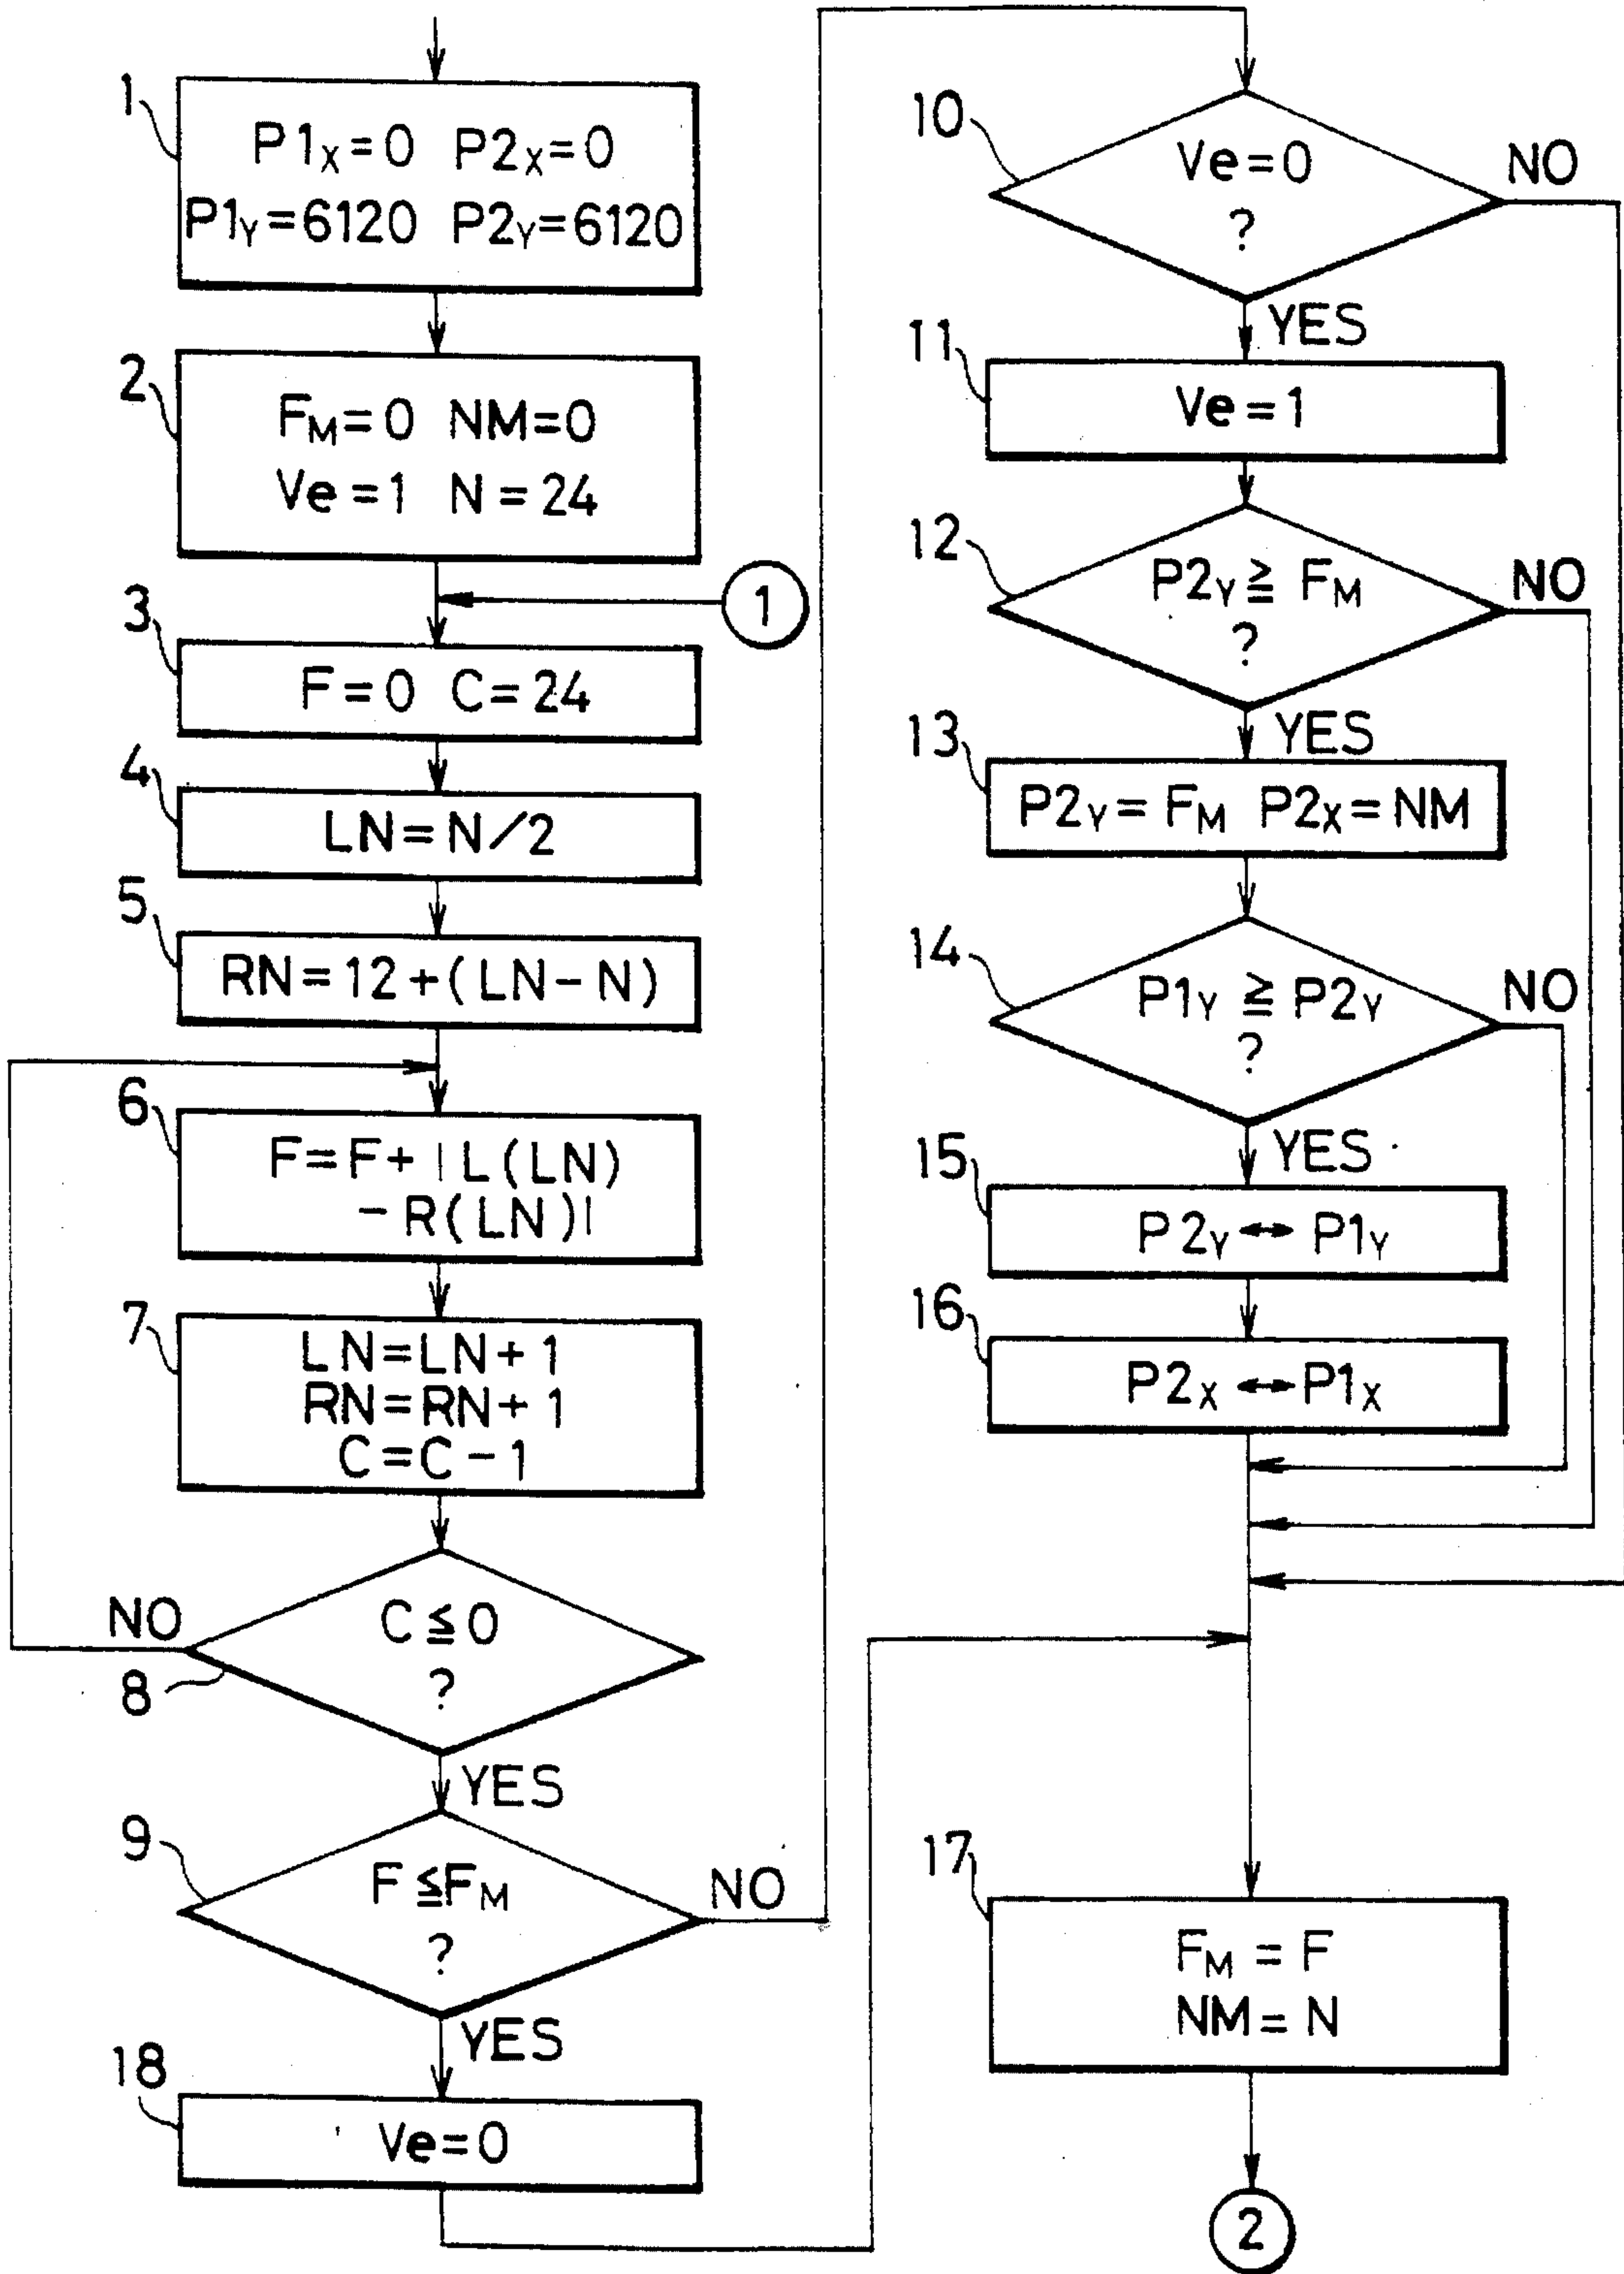 1
P1X=0 P2X=0
P1Y=6120 P2Y=6120
2
FM=0 NM=0
Ve=1 N=24
1
3
F=0 C=24
4
LN=N/2
5
RN=12+(LN-N)
6
F=F+|L(LN)
-R(LN)|
7
LN=LN+1
RN=RN+1
C=C-1
NO
C≦0
?
8
YES
9
F≦FM
?
NO
YES
18
Ve=0
10
Ve=0
?
NO
YES
11
Ve=1
12
P2Y≧FM
?
NO
YES
13
P2Y=FM P2X=NM
14
P1Y≧P2Y
?
NO
YES
15
P2Y↔P1Y
16
P2X↔P1X
17
FM=F
NM=N
2